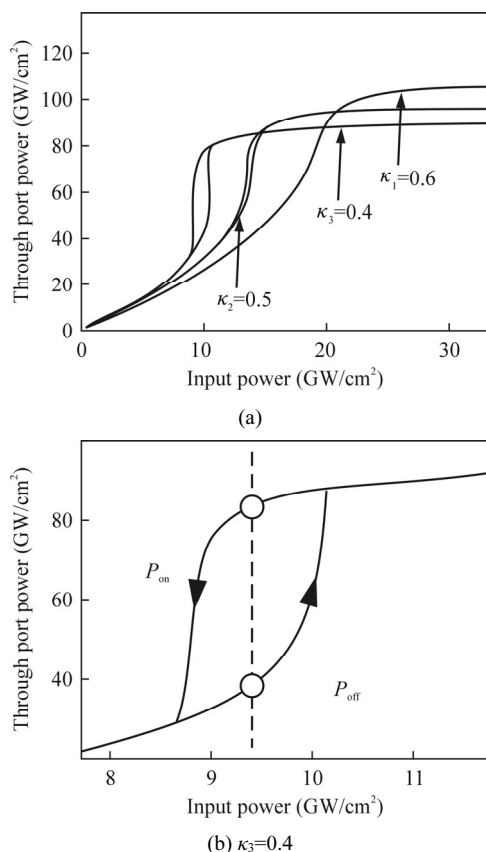 120
100
80
60
40
20
0
Through port power (GW/cm²)
κ₁=0.6
κ₃=0.4
κ₂=0.5
0
10
20
30
Input power (GW/cm²)
(a)
80
60
40
Through port power (GW/cm²)
Pon
Poff
8
9
10
11
Input power (GW/cm²)
(b) κ₃=0.4